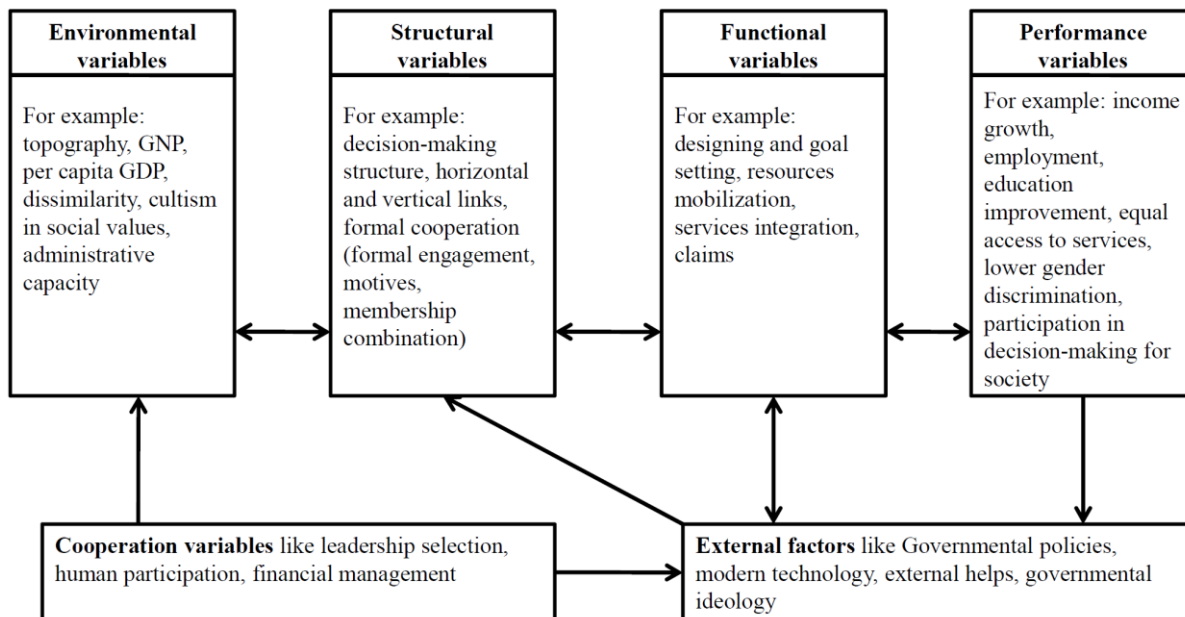 Environmental
variables
For example:
topography, GNP,
per capita GDP,
dissimilarity, cultism
in social values,
administrative
capacity
Structural
variables
For example:
decision-making
structure, horizontal
and vertical links,
formal cooperation
(formal engagement,
motives,
membership
combination)
Functional
variables
For example:
designing and goal
setting, resources
mobilization,
services integration,
claims
Performance
variables
For example: income
growth,
employment,
education
improvement, equal
access to services,
lower gender
discrimination,
participation in
decision-making for
society
Cooperation variables like leadership selection,
human participation, financial management
External factors like Governmental policies,
modern technology, external helps, governmental
ideology